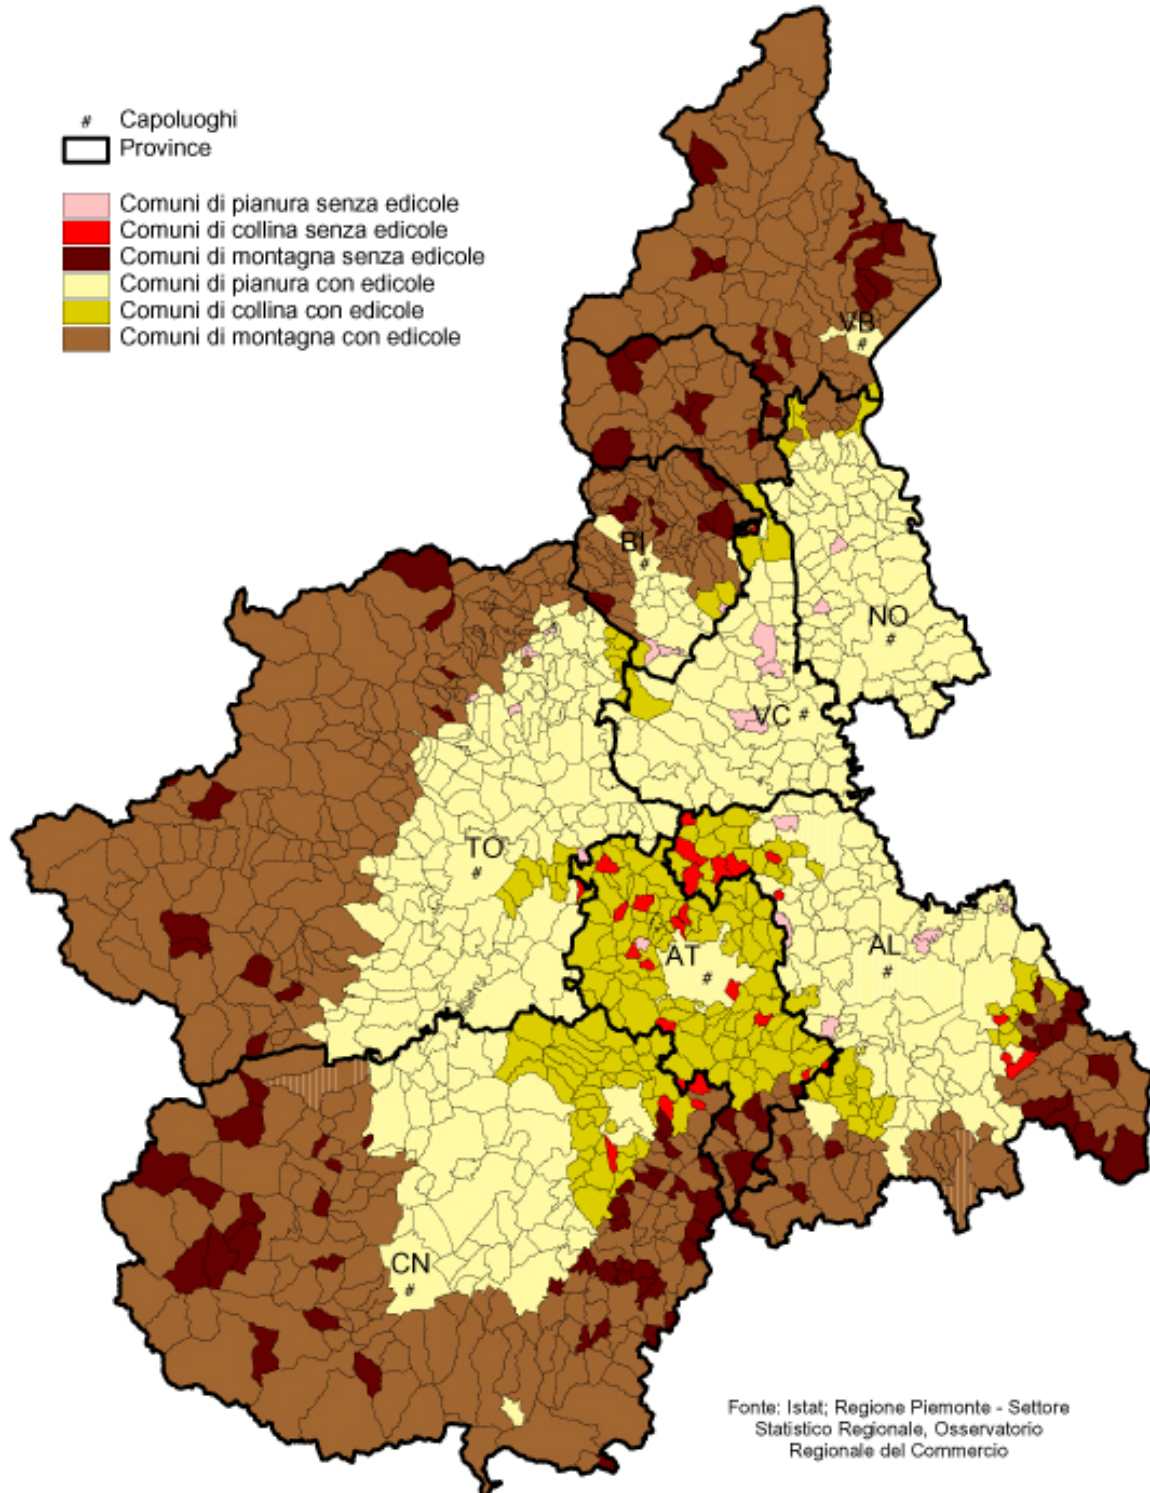 # Capoluoghi
Province
Comuni di pianura senza edicole
Comuni di collina senza edicole
Comuni di montagna senza edicole
Comuni di pianura con edicole
Comuni di collina con edicole
Comuni di montagna con edicole
VB
#
BI
#
NO
#
VC #
TO
#
AT
#
AL
#
CN
#
Fonte: Istat; Regione Piemonte - Settore
Statistico Regionale, Osservatorio
Regionale del Commercio